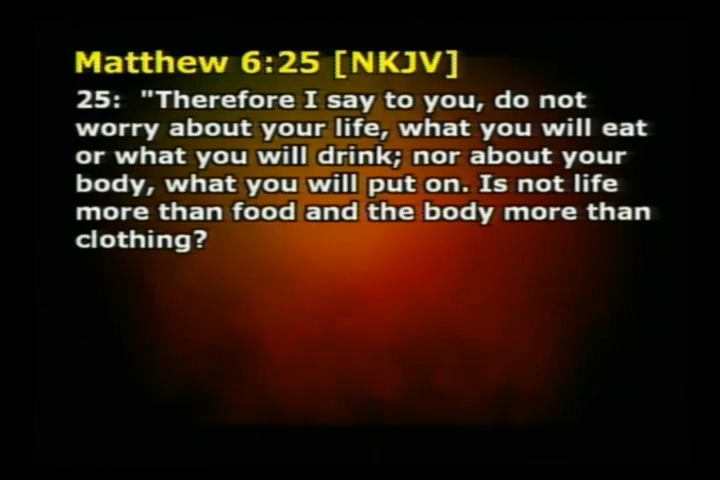 Matthew 6:25 [NKJV]
25:  "Therefore I say to you, do not
worry about your life, what you will eat
or what you will drink; nor about your
body, what you will put on. Is not life
more than food and the body more than
clothing?